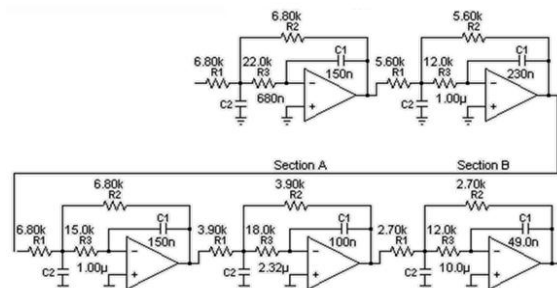 6.80k
R2
5.60k
R2
6.80k
R1
22.0k
R3
C1
150n
5.60k
R1
12.0k
R3
C1
230n
C2
680n
C2
1.00µ
Section A
Section B
6.80k
R2
3.90k
R2
2.70k
R2
6.80k
R1
15.0k
R3
C1
150n
3.90k
R1
18.0k
R3
C1
100n
2.70k
R1
12.0k
R3
C1
49.0n
C2
1.00µ
C2
2.32µ
C2
10.0µ